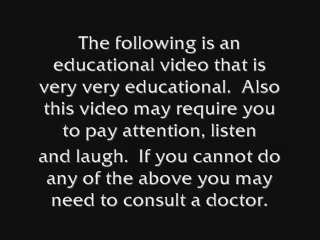 The following is an
educational video that is
very very educational.  Also
this video may require you
to pay attention, listen
and laugh.  If you cannot do
any of the above you may
need to consult a doctor.